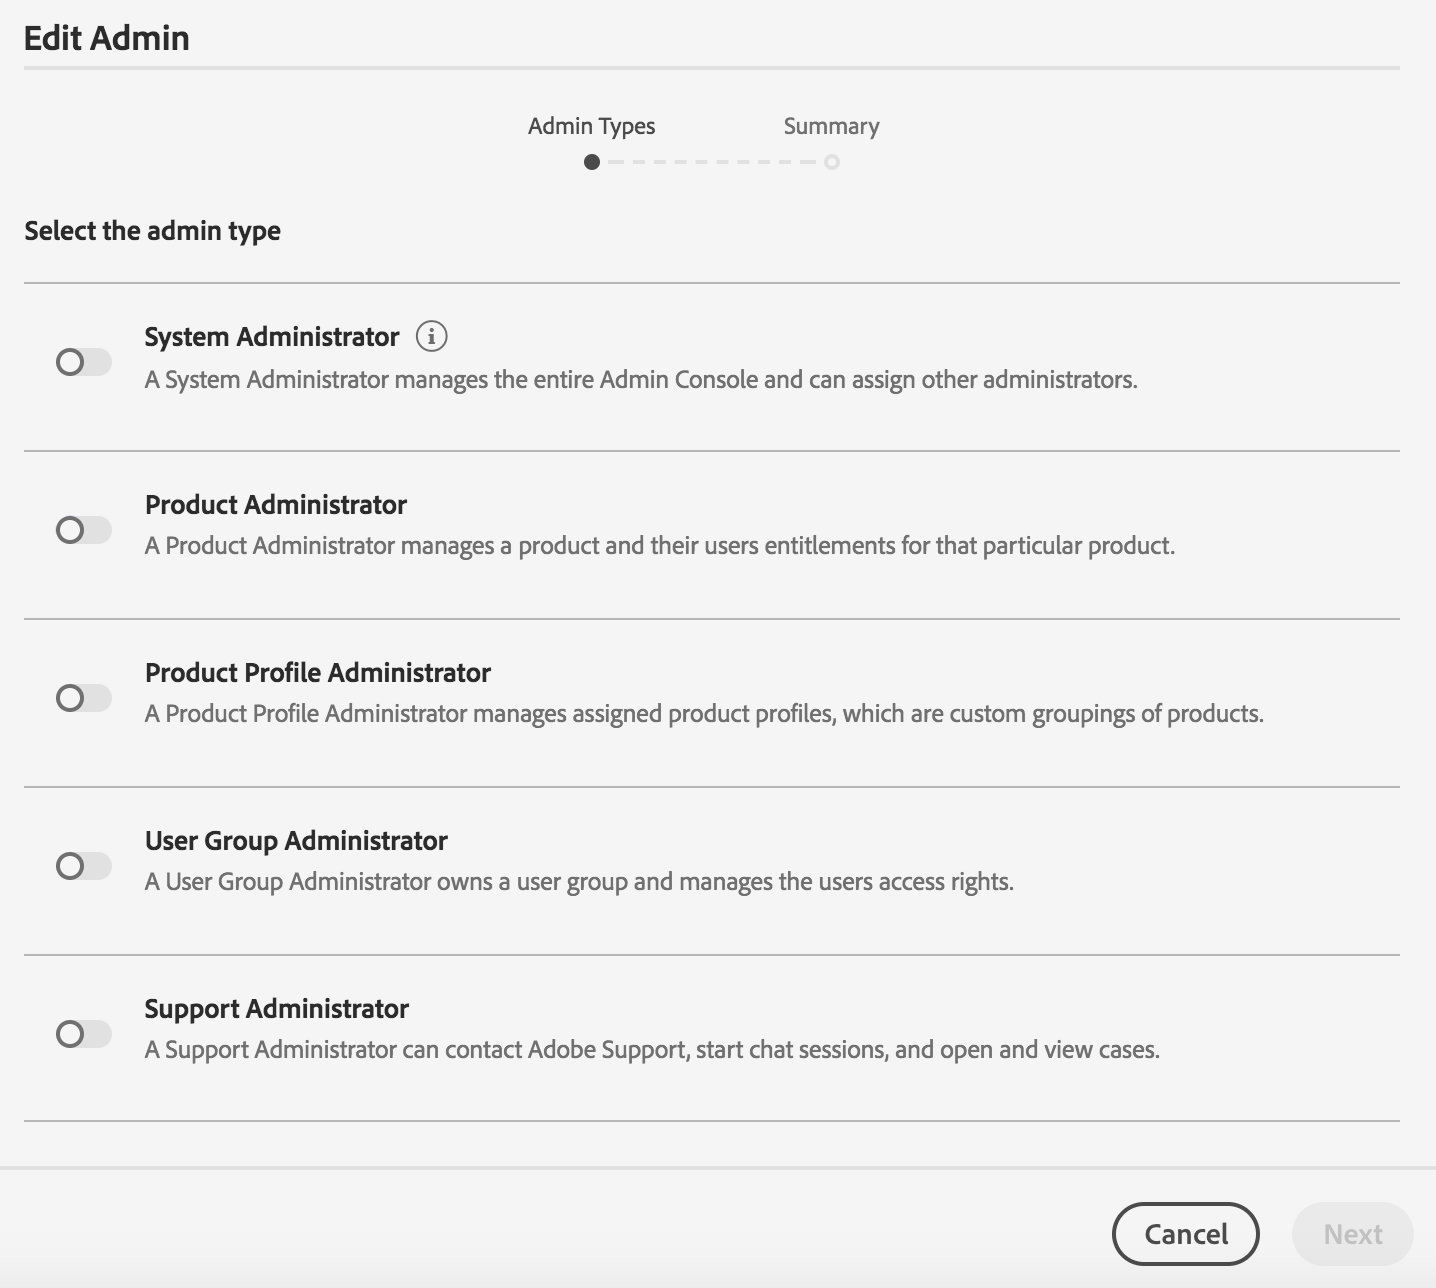 Edit Admin
Admin Types
Summary
Select the admin type
System Administrator
A System Administrator manages the entire Admin Console and can assign other administrators.
Product Administrator
A Product Administrator manages a product and their users entitlements for that particular product.
Product Profile Administrator
A Product Profile Administrator manages assigned product profiles, which are custom groupings of products.
User Group Administrator
A User Group Administrator owns a user group and manages the users access rights.
Support Administrator
A Support Administrator can contact Adobe Support, start chat sessions, and open and view cases.
Cancel
Next